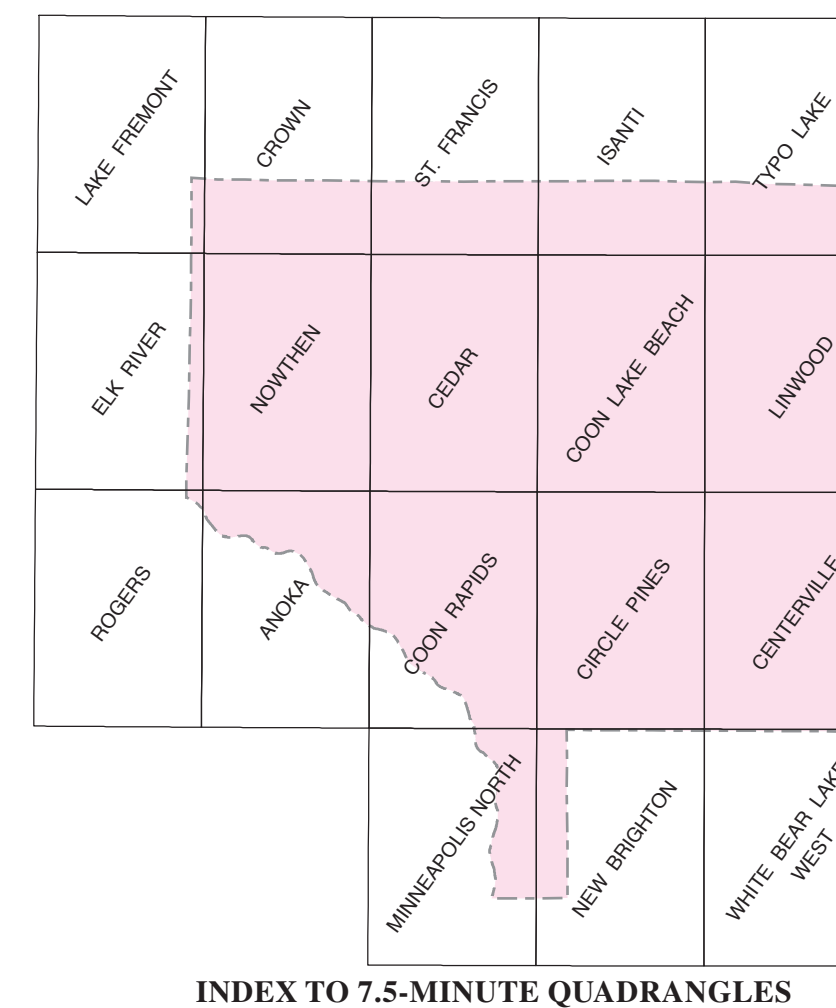 LAKE FREMONT
CROWN
ST. FRANCIS
ISANTI
TYPO LAKE
ELK RIVER
NOWTHEN
CEDAR
COON LAKE BEACH
LINWOOD
ROGERS
ANOKA
COON RAPIDS
CIRCLE PINES
CENTERVILLE
MINNEAPOLIS NORTH
NEW BRIGHTON
WHITE BEAR LAKE
WEST
INDEX TO 7.5-MINUTE QUADRANGLES